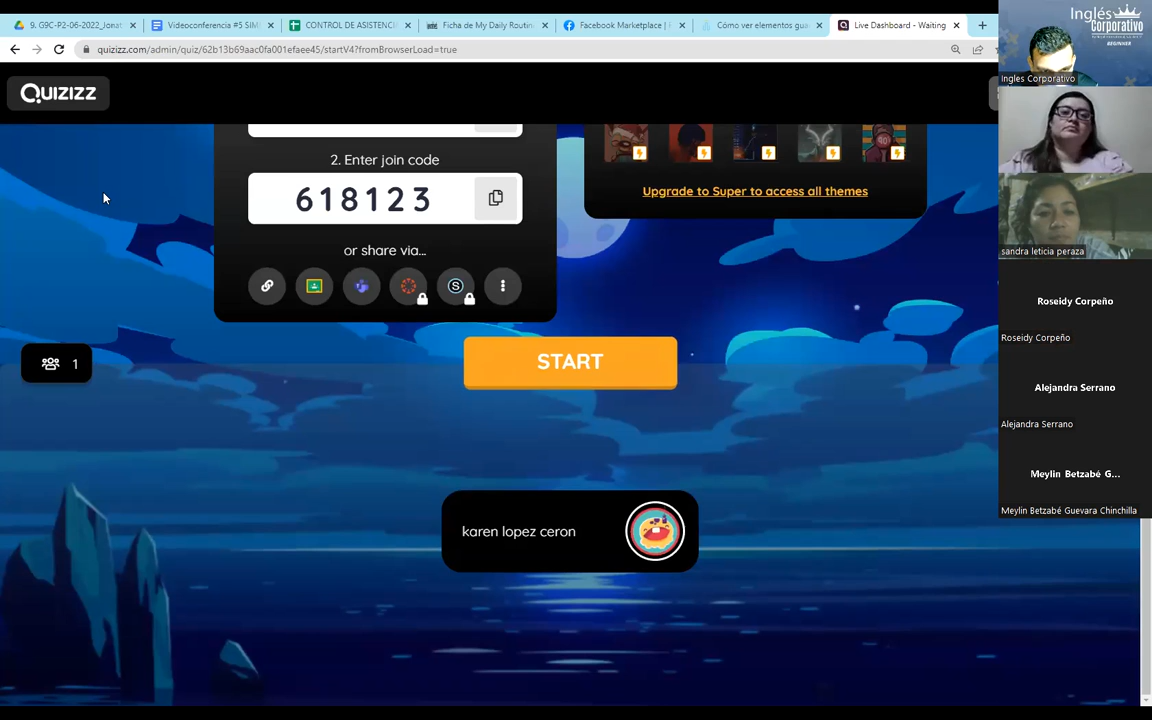 9. G9C-P2-06-2022_Jonat
Videoconferencia #5 SIM
CONTROL DE ASISTENCI
Ficha de My Daily Routin
Facebook Marketplace |
Cómo ver elementos gua
Live Dashboard - Waiting
quizizz.com/admin/quiz/62b13b69aac0fa001efaee45/startV4?fromBrowserLoad=true
Quizizz
2. Enter join code
618123
or share via...
Upgrade to Super to access all themes
1
START
karen lopez ceron
Inglés
Corporativo
BEGINNER
Ingles Corporativo
sandra leticia peraza
Roseidy Corpeño
Roseidy Corpeño
Alejandra Serrano
Alejandra Serrano
Meylin Betzabé G...
Meylin Betzabé Guevara Chinchilla